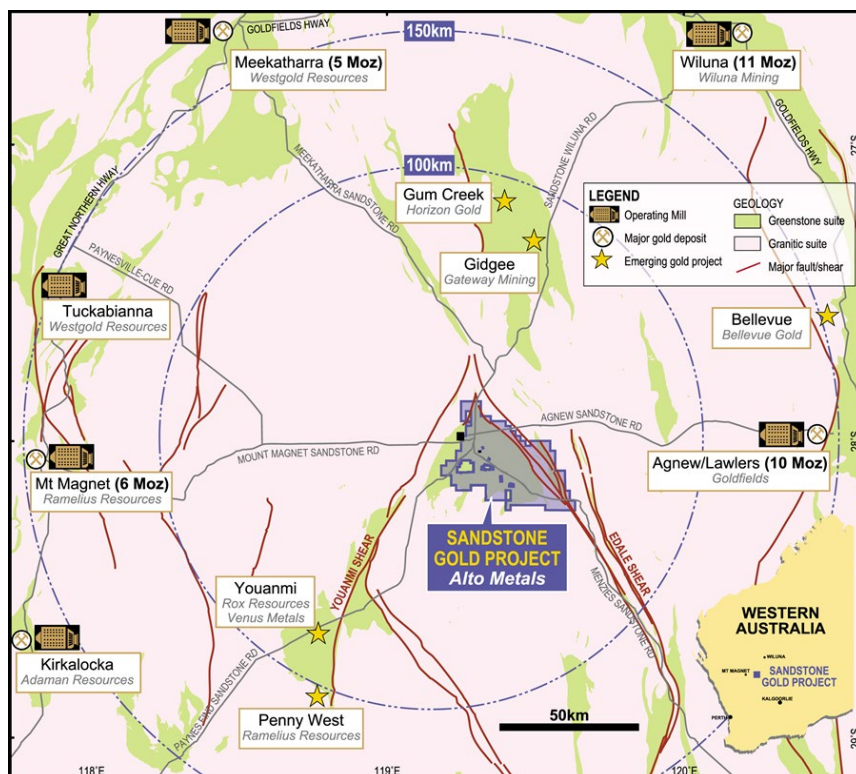 GOLDFIELDS HWY
150km
Meekatharra (5 Moz)
Westgold Resources
Wiluna (11 Moz)
Wiluna Mining
GOLDFIELDS HWY
27°S
MEEKATHARRA SANDSTONE RD
SANDSTONE WILUNA RD
100km
Gum Creek
Horizon Gold
Gidgee
Gateway Mining
LEGEND
Operating Mill
Major gold deposit
Emerging gold project
GEOLOGY
Greenstone suite
Granitic suite
Major fault/shear
GREAT NORTHERN HWAY
PAYNESVILLE-CUE RD
Tuckabianna
Westgold Resources
Bellevue
Bellevue Gold
AGNEW SANDSTONE RD
28°S
MOUNT MAGNET SANDSTONE RD
Mt Magnet (6 Moz)
Ramelius Resources
Agnew/Lawlers (10 Moz)
Goldfields
SANDSTONE
GOLD PROJECT
Alto Metals
YOUANMI SHEAR
EDALE SHEAR
MENZIES SANDSTONE RD
Youanmi
Rox Resources
Venus Metals
Kirkalocka
Adaman Resources
PAYNES FIND SANDSTONE RD
Penny West
Ramelius Resources
50km
WESTERN
AUSTRALIA
WILUNA
MT MAGNET
SANDSTONE
GOLD PROJECT
KALGOORLIE
PERTH
29°S
118°E
119°E
120°E